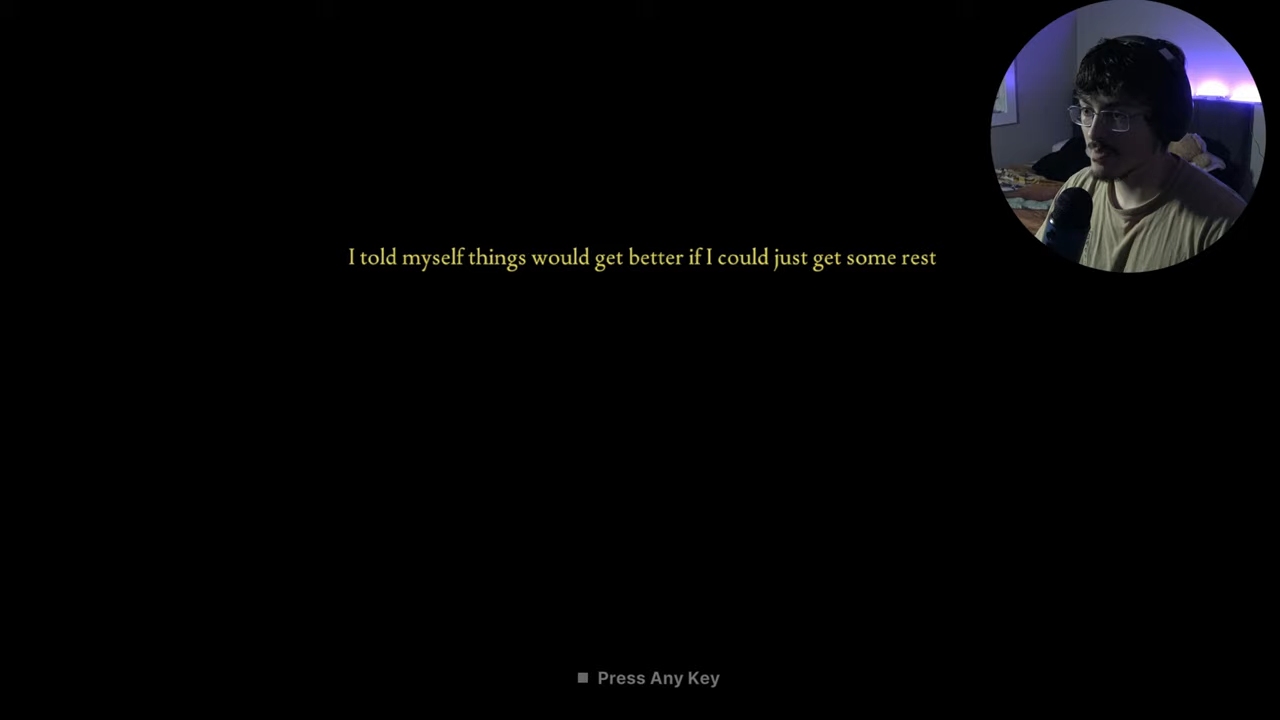 I told myself things would get better if I could just get some rest
Press Any Key